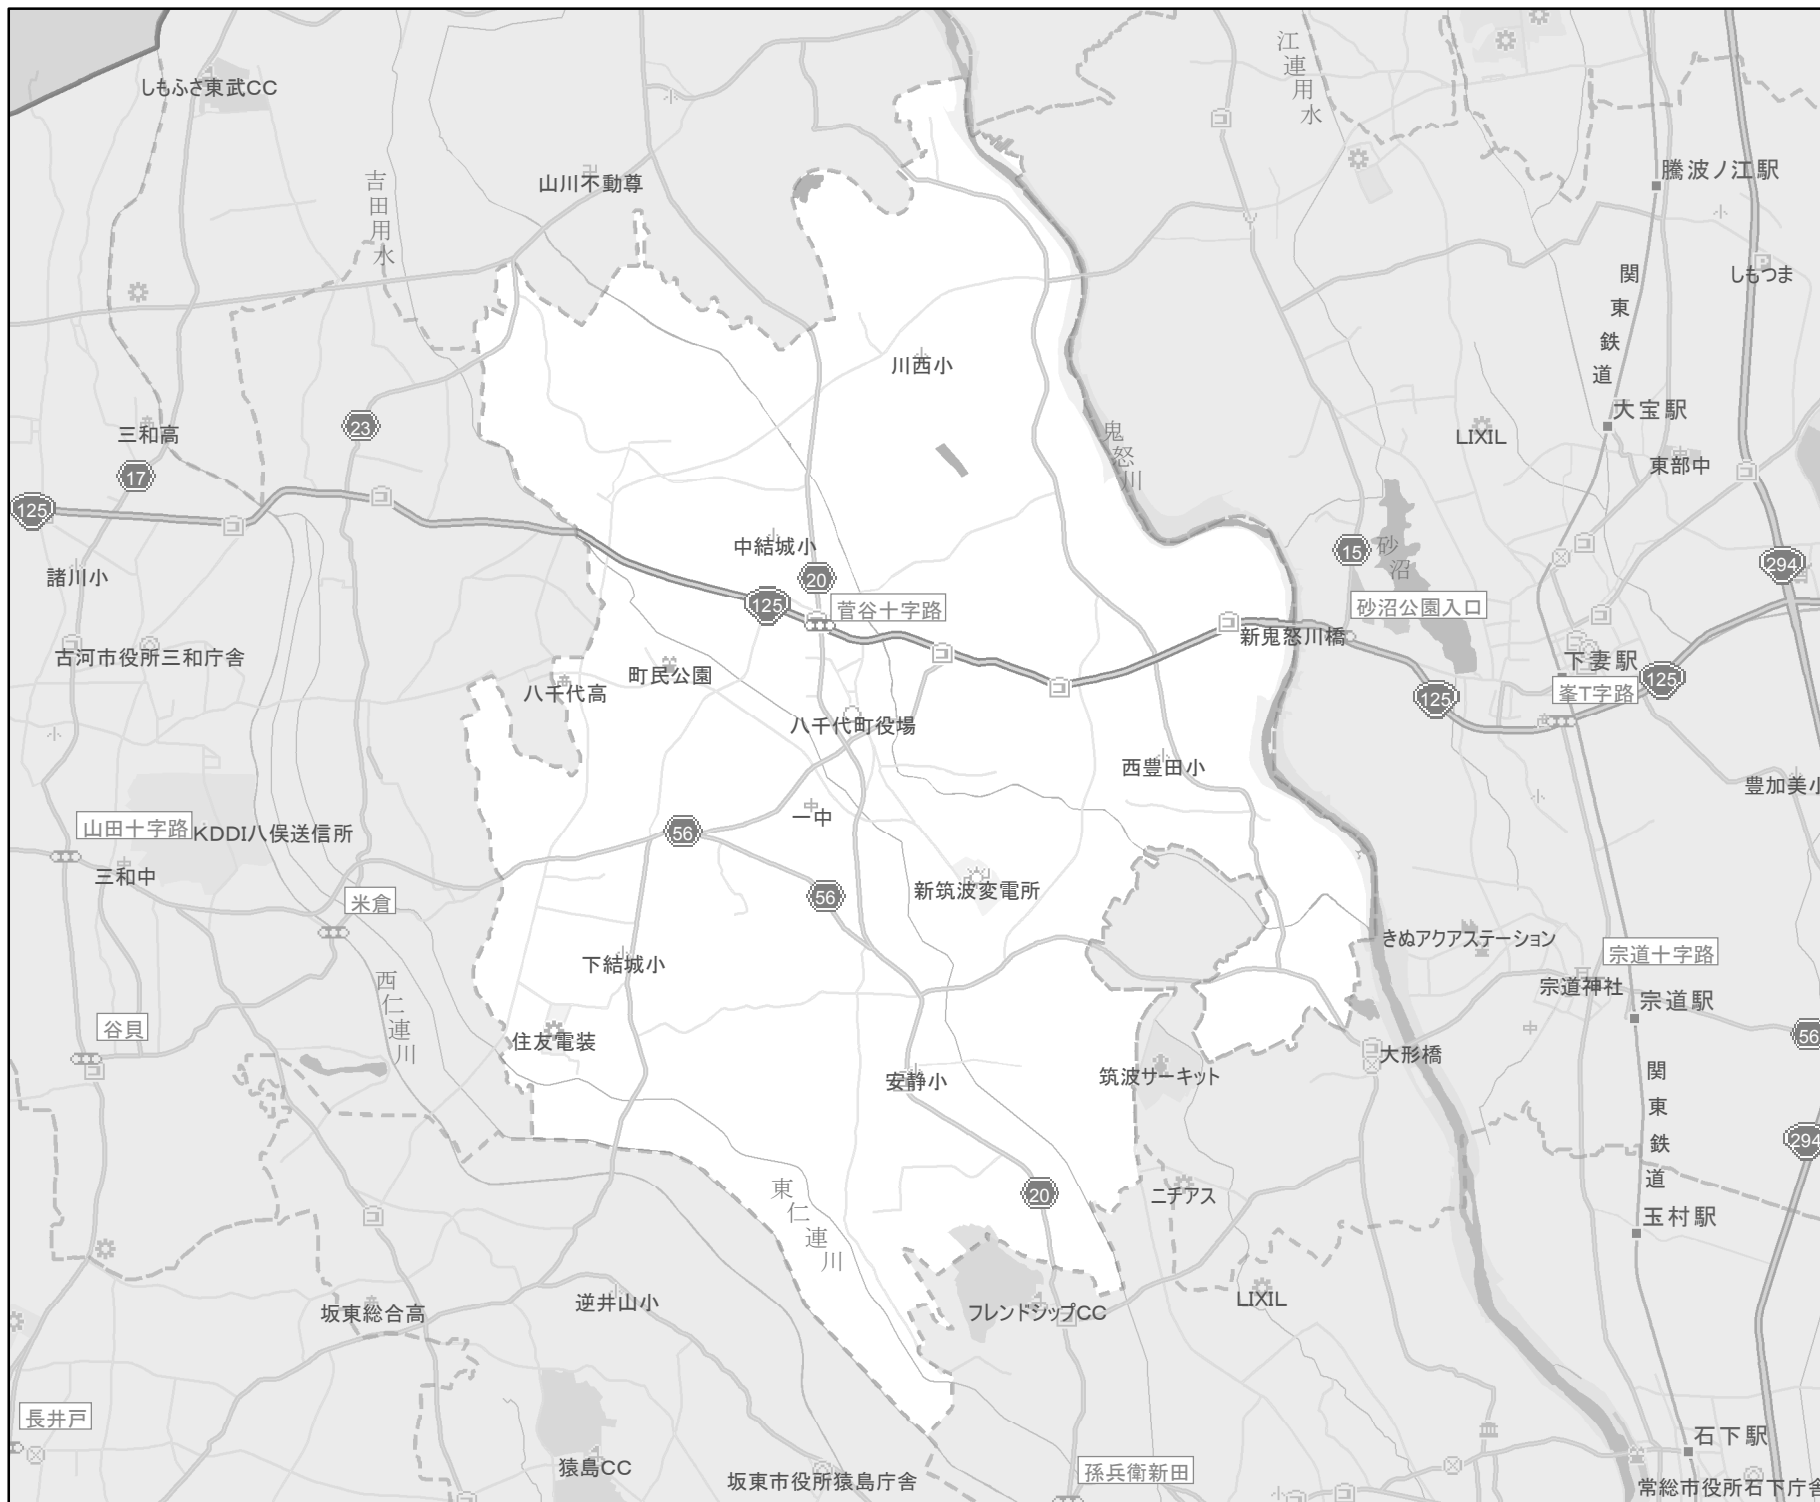 江連用水
しもふさ東武CC
山川不動尊
吉田用水
騰波ノ江駅
しもつま
関東鉄道
川西小
大宝駅
LIXIL
東部中
三和高
23
17
125
鬼怒川
中結城小
20
125
菅谷十字路
15
砂沼
砂沼公園入口
294
諸川小
新鬼怒川橋
古河市役所三和庁舎
八千代高
町民公園
下妻駅
125
125
峯T字路
八千代町役場
西豊田小
豊加美小
山田十字路
KDDI八俣送信所
56
一中
三和中
米倉
56
新筑波変電所
きぬアクアステーション
宗道十字路
下結城小
西仁連川
宗道神社
宗道駅
谷貝
住友電装
56
大形橋
安静小
筑波サーキット
関東鉄道
294
東仁連川
20
ニチアス
玉村駅
坂東総合高
逆井山小
フレンドシップCC
LIXIL
長井戸
石下駅
猿島CC
坂東市役所猿島庁舎
孫兵衛新田
常総市役所石下庁舎